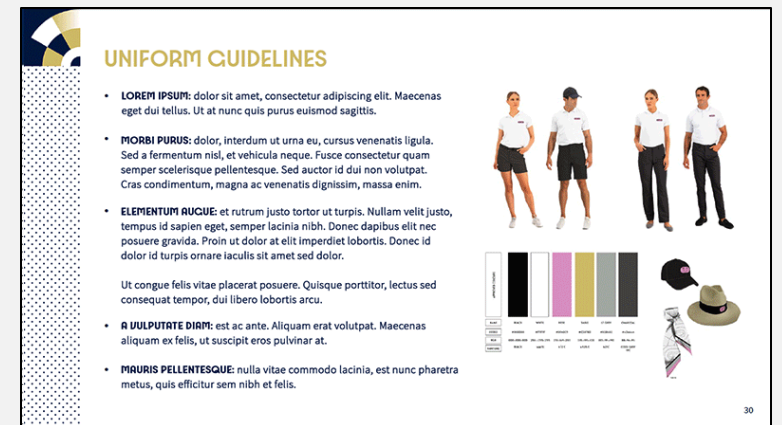 UNIFORM GUIDELINES
• LOREM IPSUM: dolor sit amet, consectetur adipiscing elit. Maecenas
eget dui tellus. Ut at nunc quis purus euismod sagittis.
• MORBI PURUS: dolor, interdum ut urna eu, cursus venenatis ligula.
Sed a fermentum nisl, et vehicula neque. Fusce consectetur quam
semper scelerisque pellentesque. Sed auctor id dui non volutpat.
Cras condimentum, magna ac venenatis dignissim, massa enim.
• ELEMENTUM AUGUE: et rutrum justo tortor ut turpis. Nullam velit justo,
tempus id sapien eget, semper lacinia nibh. Donec dapibus elit nec
posuere gravida. Proin ut dolor at elit imperdiet lobortis. Donec id
dolor id turpis ornare iaculis sit amet sed dolor.
Ut congue felis vitae placerat posuere. Quisque porttitor, lectus sed
consequat tempor, dui libero lobortis arcu.
• A VULPUTATE DIAM: est ac ante. Aliquam erat volutpat. Maecenas
aliquam ex felis, ut suscipit eros pulvinar at.
• MAURIS PELLENTESQUE: nulla vitae commodo lacinia, est nunc pharetra
metus, quis efficitur sem nibh et felis.
30